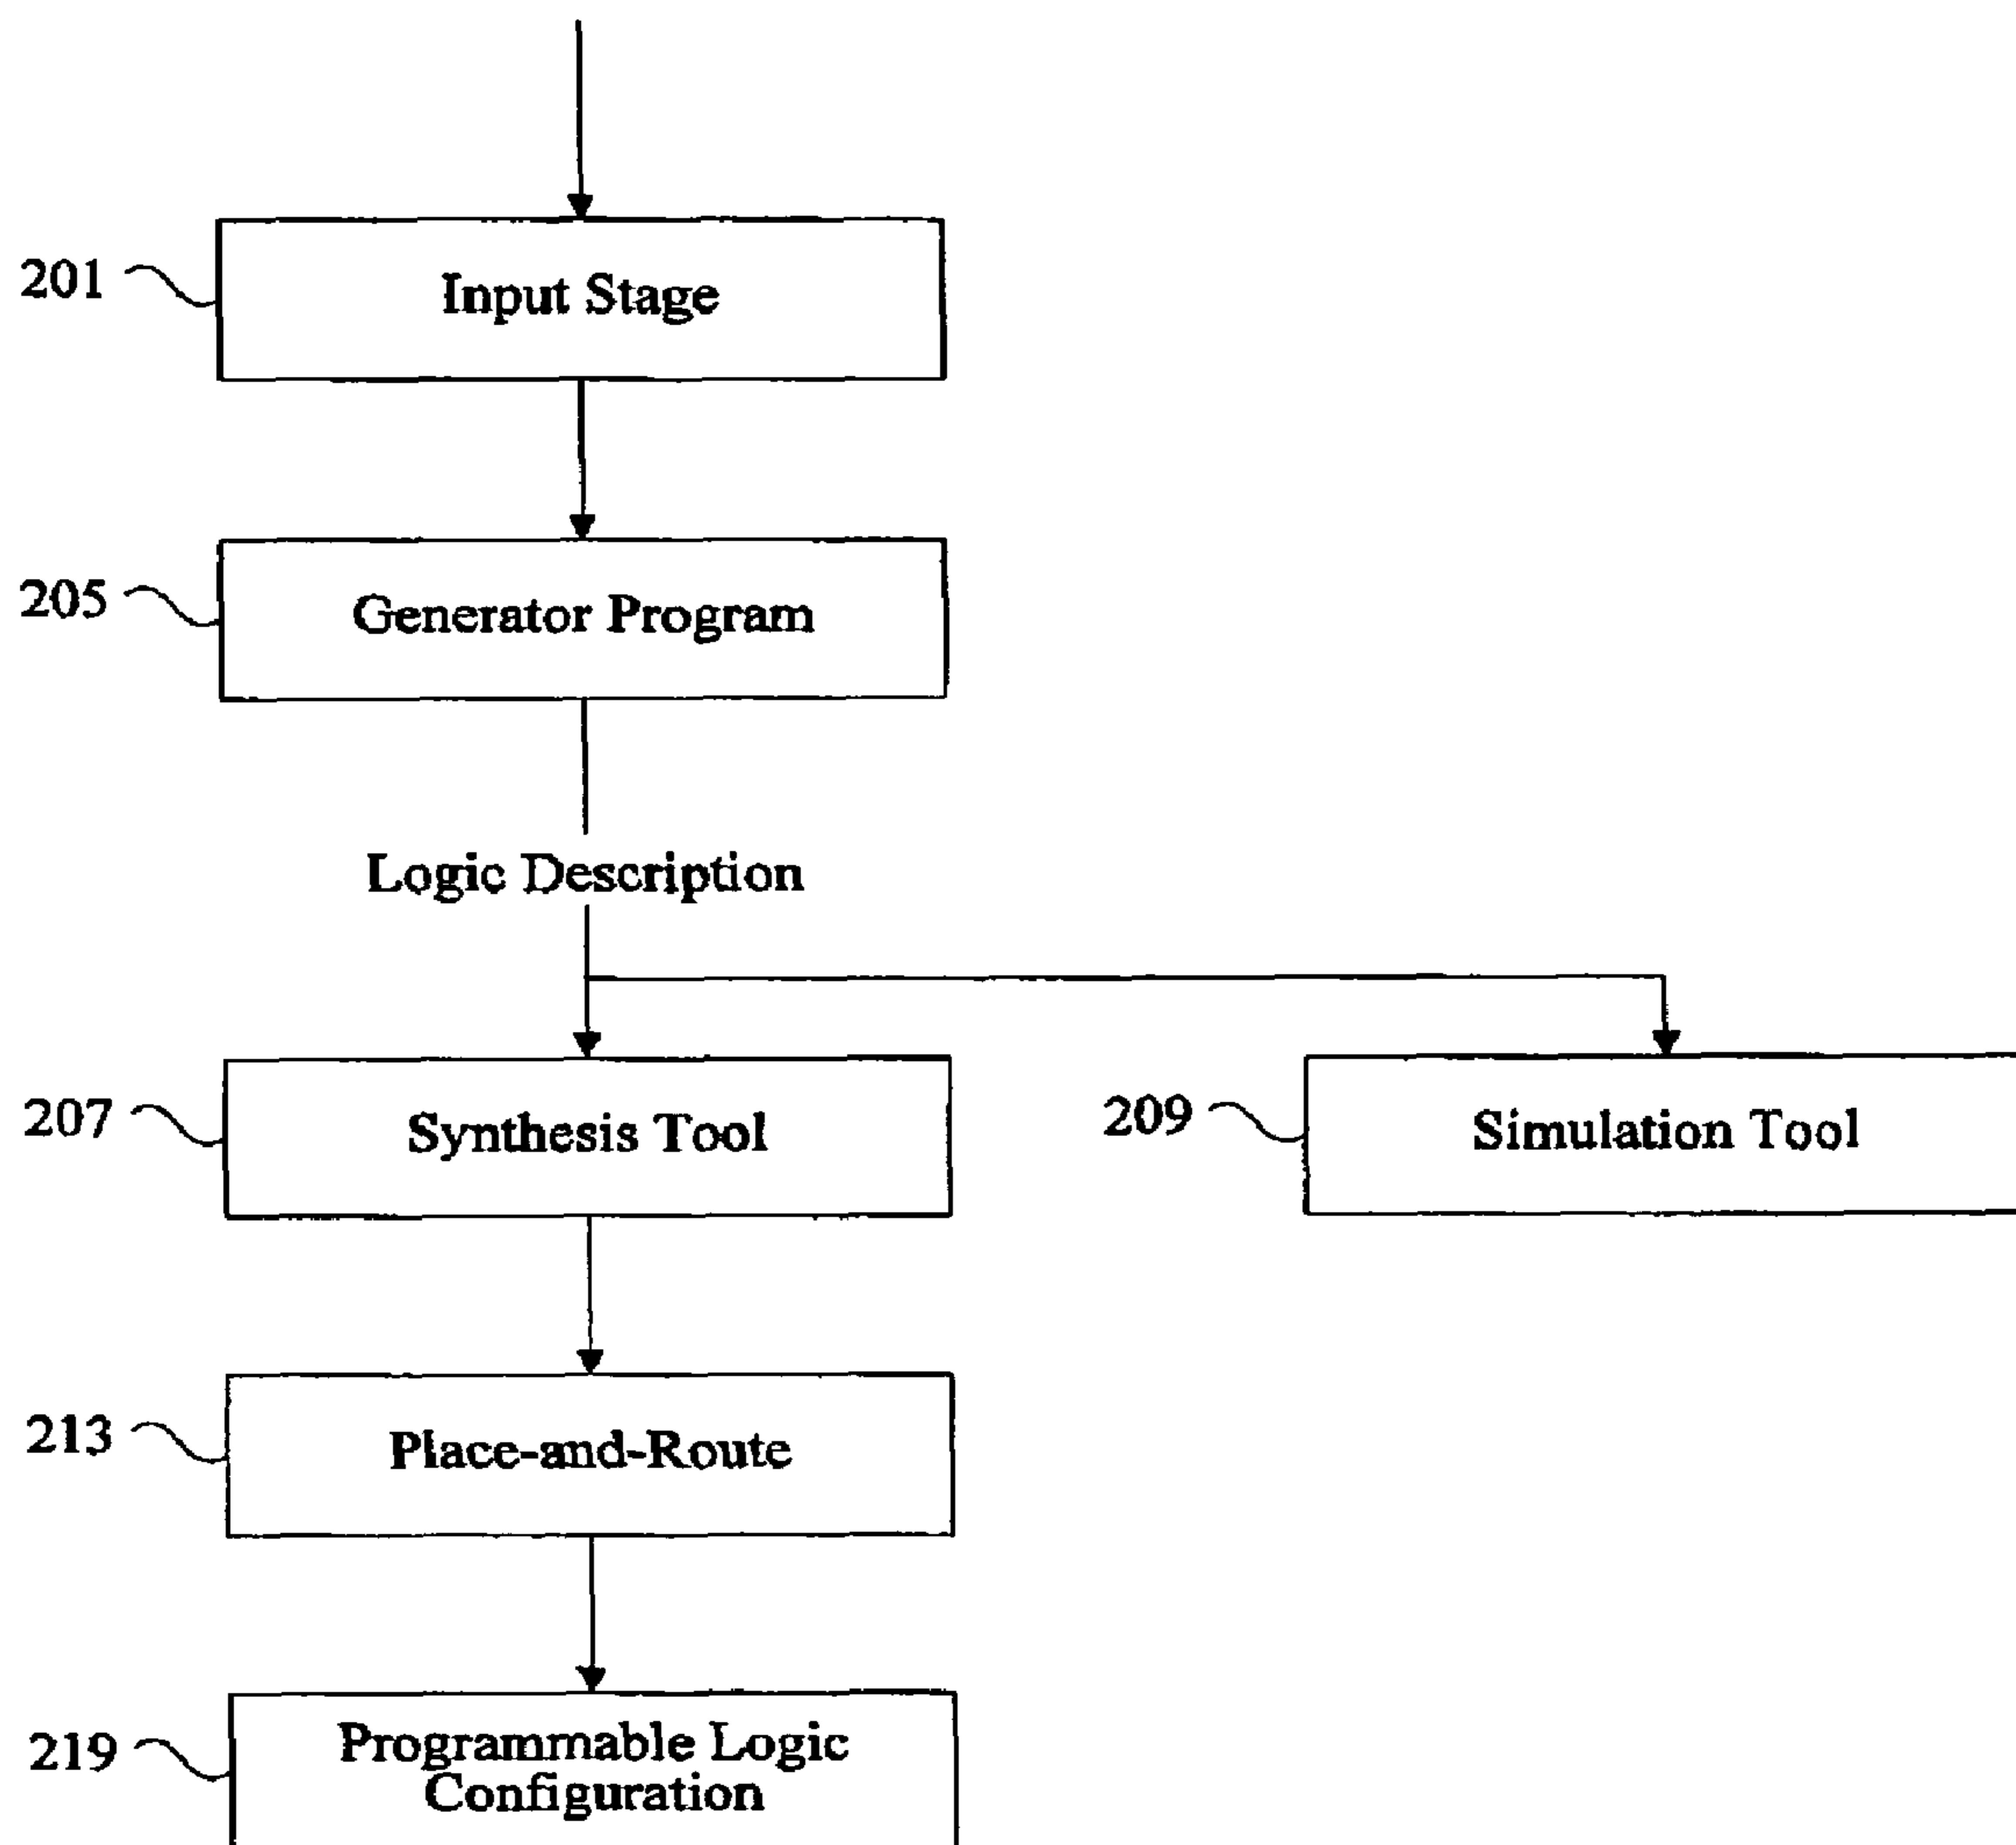 201
Input Stage
205
Generator Program
Logic Description
207
Synthesis Tool
209
Simulation Tool
213
Place-and-Route
219
Programmable Logic
Configuration